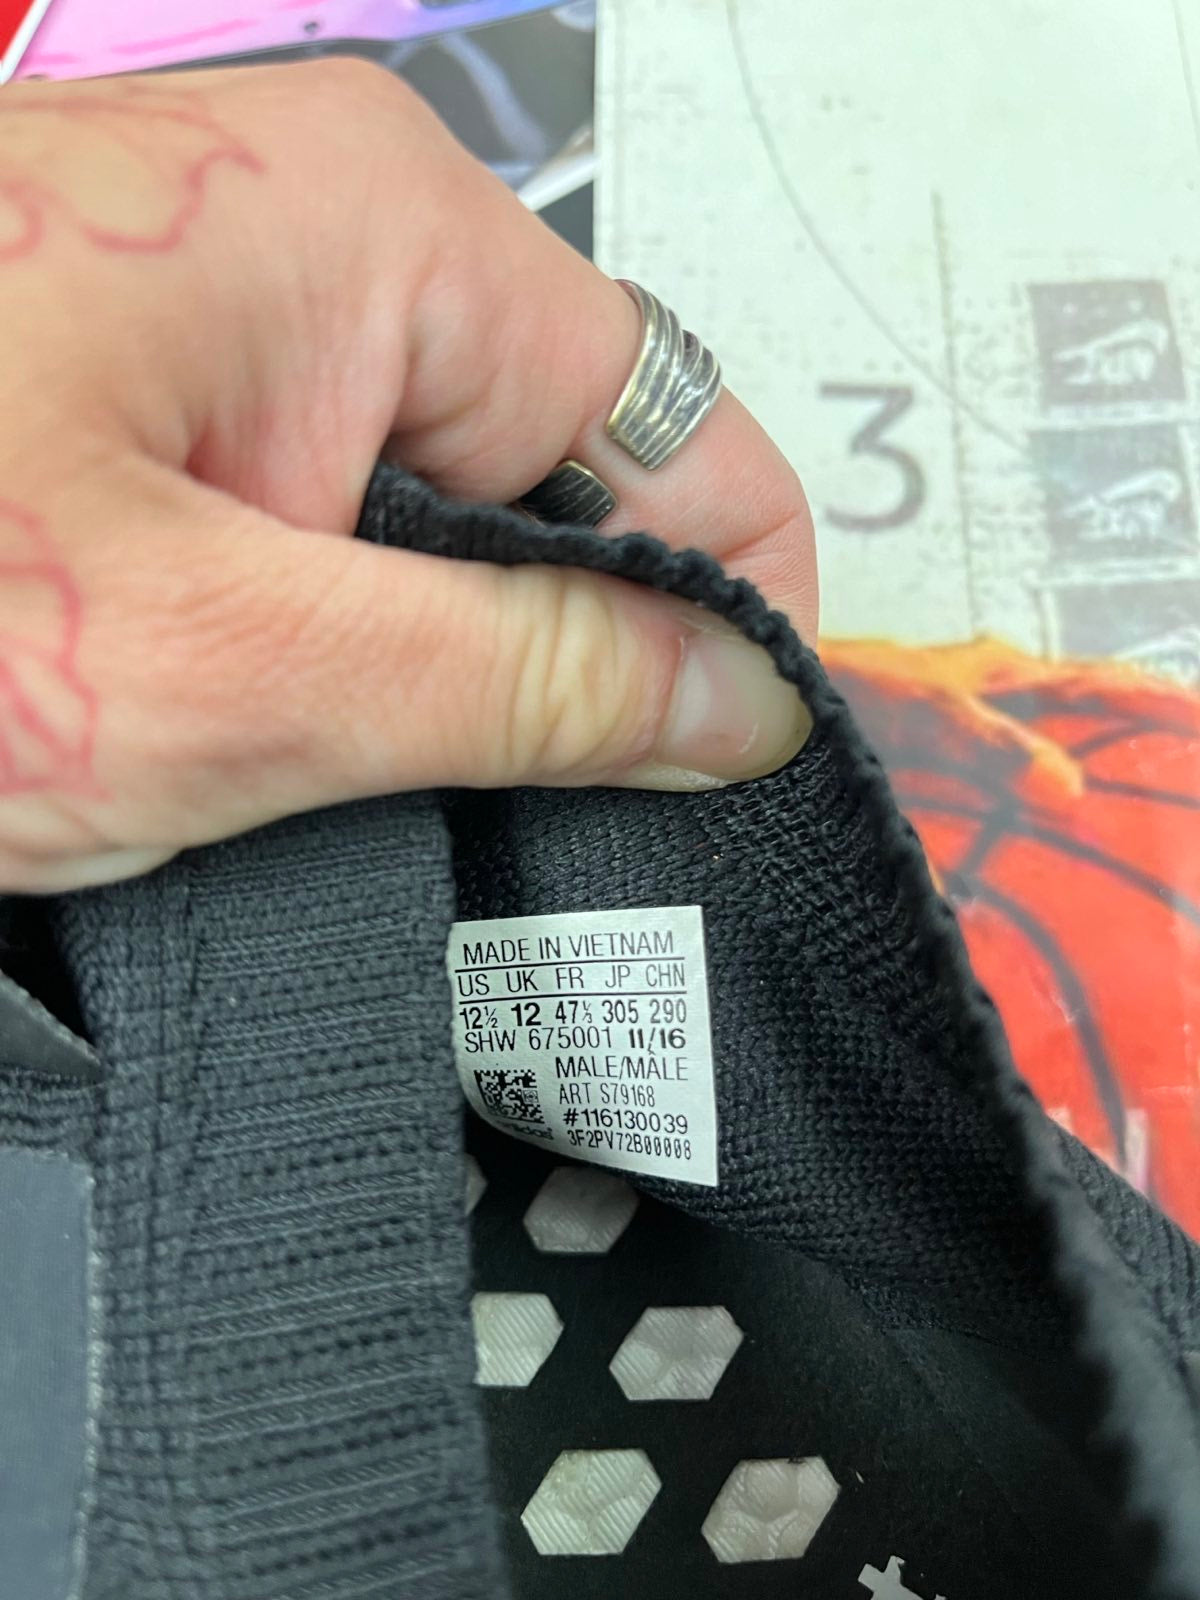 3
MADE IN VIETNAM
US UK FR JP CHN
12½ 12 47⅓ 305 290
SHW 675001 11/16
MALE/MÂLE
ART S79168
#116130039
3F2PV72B00008